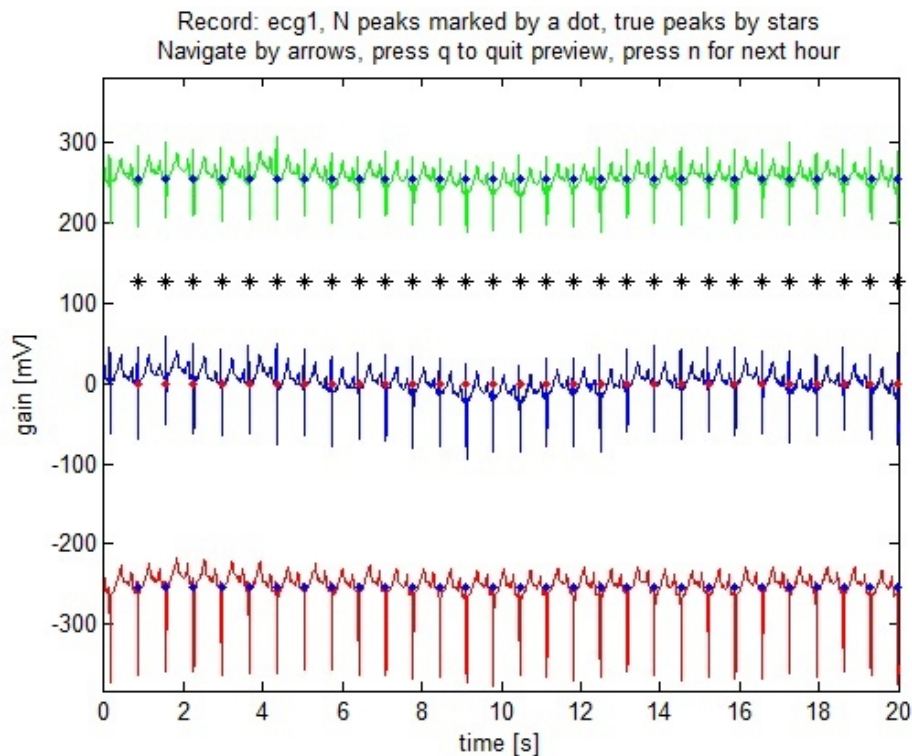 Record: ecg1, N peaks marked by a dot, true peaks by stars
Navigate by arrows, press q to quit preview, press n for next hour
300
200
100
0
-100
-200
-300
gain [mV]
0 2 4 6 8 10 12 14 16 18 20
time [s]